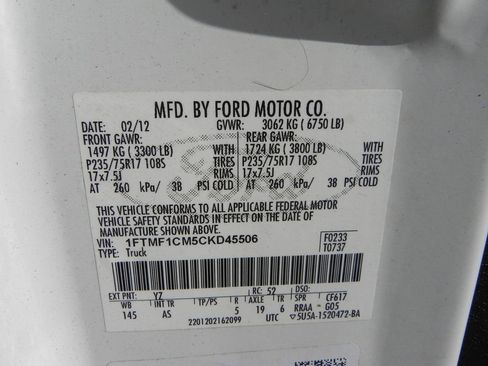 MFD. BY FORD MOTOR CO.
DATE: 02/12 GVWR: 3062 KG ( 6750 LB)
FRONT GAWR: REAR GAWR:
1497 KG ( 3300 LB) WITH 1724 KG ( 3800 LB) WITH
P235/75R17 108S TIRES P235/75R17 108S TIRES
17x7.5J RIMS 17x7.5J RIMS
AT 260 kPa/ 38 PSI COLD AT 260 kPa/ 38 PSI COLD
THIS VEHICLE CONFORMS TO ALL APPLICABLE FEDERAL MOTOR
VEHICLE SAFETY STANDARDS IN EFFECT ON THE DATE OF
MANUFACTURE SHOWN ABOVE.
VIN: 1FTMF1CM5CKD45506 F0233
TYPE: Truck T0737
EXT PNT: YZ RC: 52 DSO:
WB INT TR TP/PS R AXLE TR SPR CF617
145 AS 5 19 6 RRAA G05
2201202162099 UTC 5U5A-1520472-BA
Ford